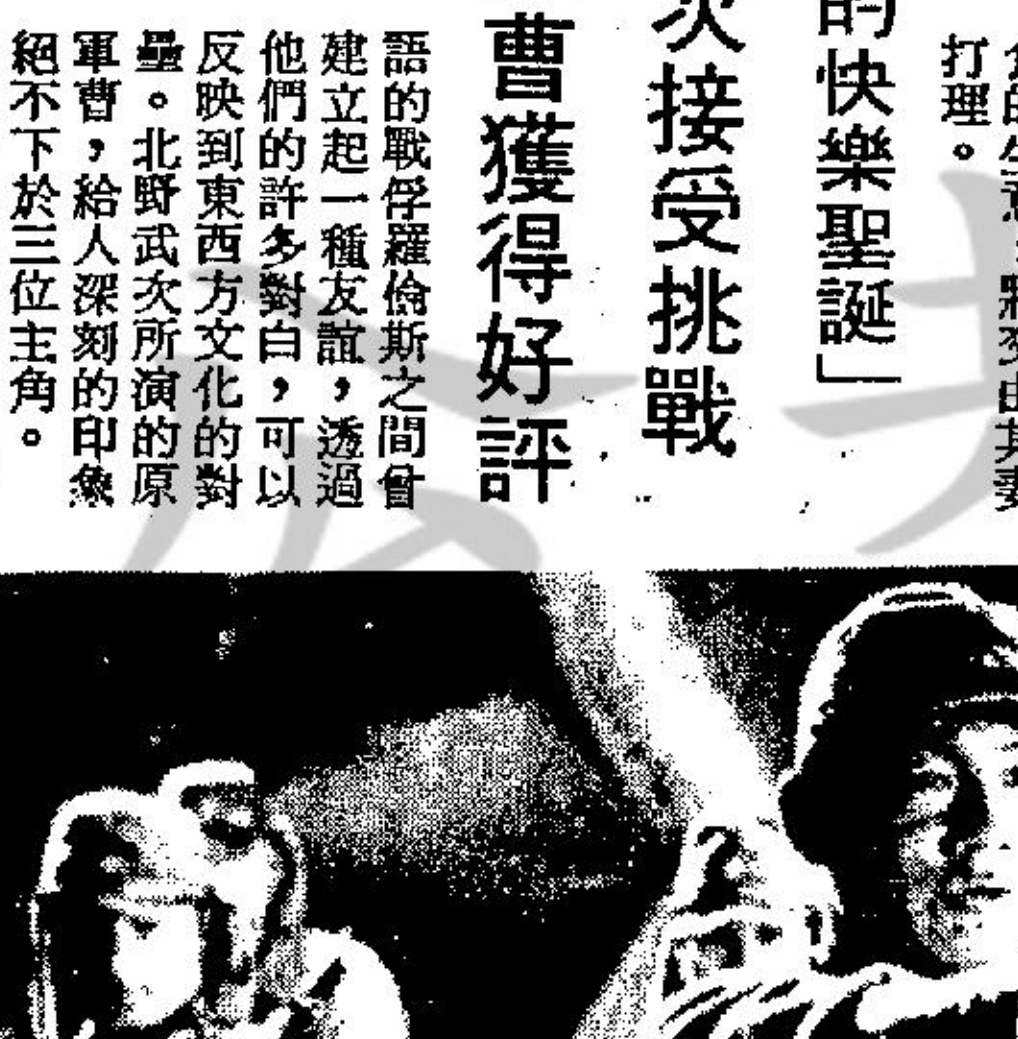 打理。
的快樂聖誕」
次接受挑戰
曹獲得好評
語的戰俘羅倫斯之間曾
建立起一種友誼，透過
他們的許多對白，可以
反映到東西方文化的對
壘。北野武次所演的原
軍曹，給人深刻的印象
絕不下於三位主角。